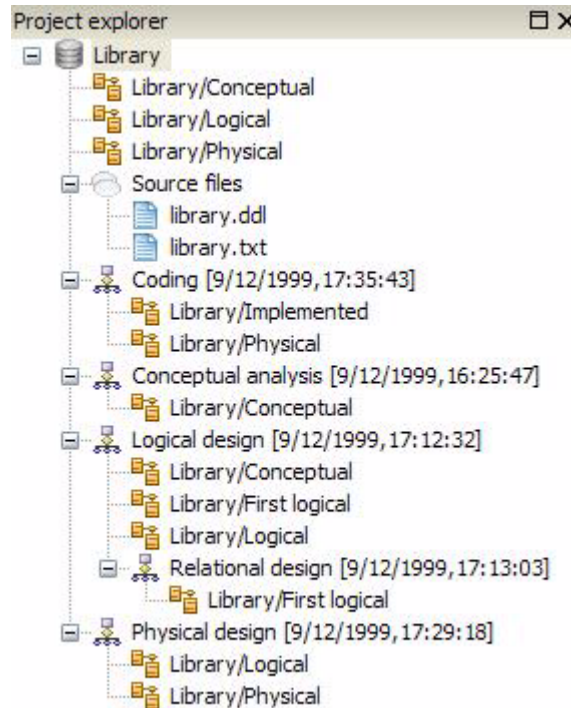 Project explorer
Library
Library/Conceptual
Library/Logical
Library/Physical
Source files
library.ddl
library.txt
Coding [9/12/1999,17:35:43]
Library/Implemented
Library/Physical
Conceptual analysis [9/12/1999,16:25:47]
Library/Conceptual
Logical design [9/12/1999,17:12:32]
Library/Conceptual
Library/First logical
Library/Logical
Relational design [9/12/1999,17:13:03]
Library/First logical
Physical design [9/12/1999,17:29:18]
Library/Logical
Library/Physical